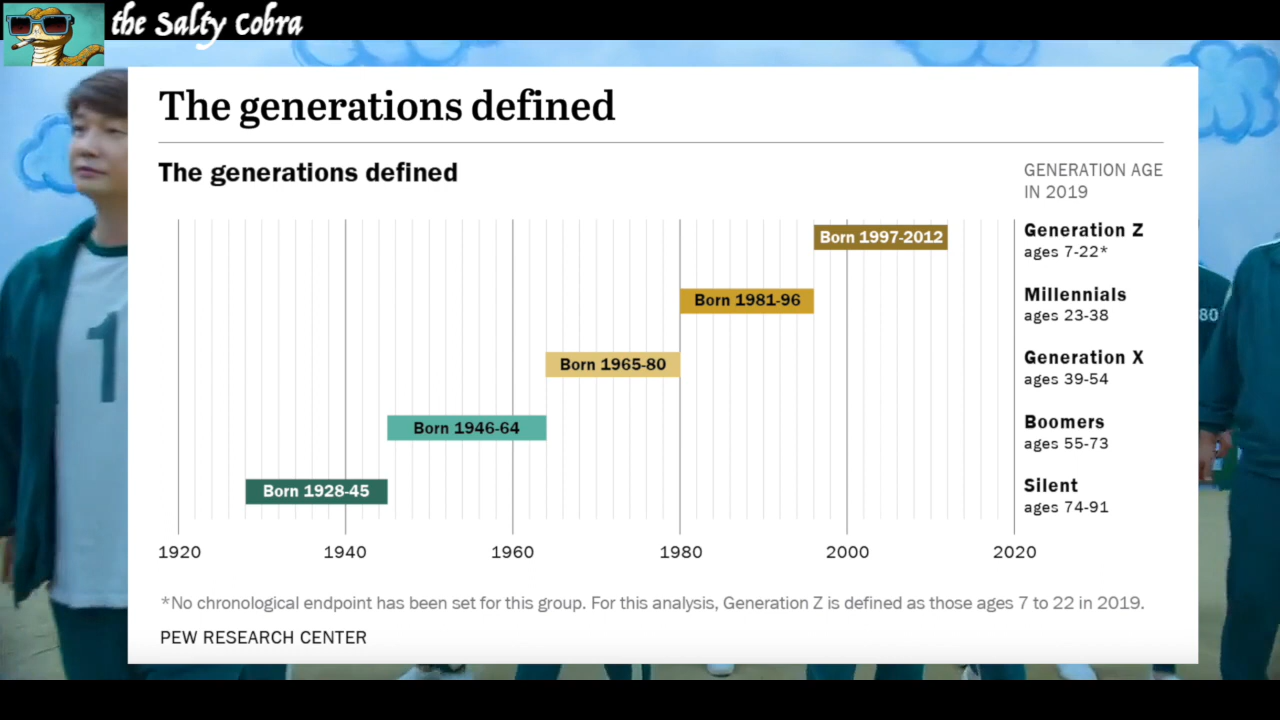 the Salty Cobra
The generations defined
The generations defined
GENERATION AGE
IN 2019
Born 1997-2012
Generation Z
ages 7-22*
Born 1981-96
Millennials
ages 23-38
Born 1965-80
Generation X
ages 39-54
Born 1946-64
Boomers
ages 55-73
Born 1928-45
Silent
ages 74-91
1920
1940
1960
1980
2000
2020
*No chronological endpoint has been set for this group. For this analysis, Generation Z is defined as those ages 7 to 22 in 2019.
PEW RESEARCH CENTER
1
80